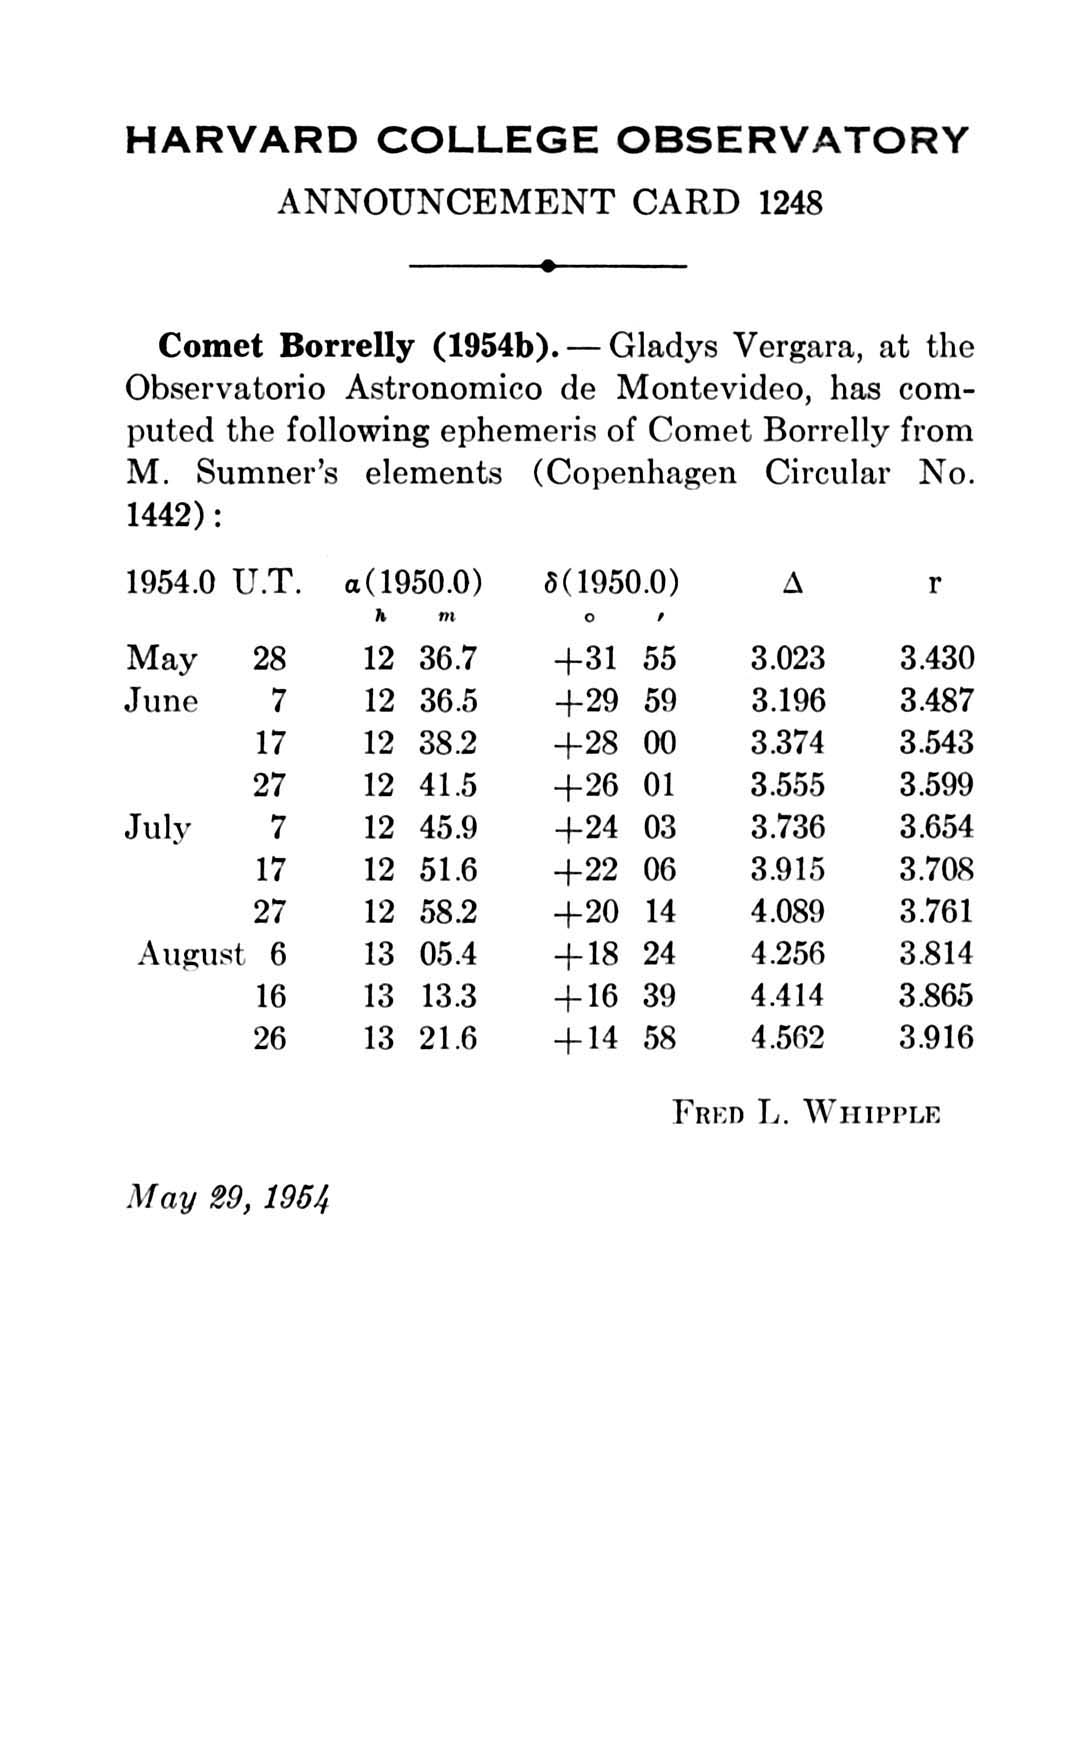 HARVARD COLLEGE OBSERVATORY
ANNOUNCEMENT CARD 1248
Comet Borrelly (1954b).— Gladys Vergara, at the
Observatorio Astronomico de Montevideo, has com-
puted the following ephemeris of Comet Borrelly from
M. Sumner's elements (Copenhagen Circular No.
1442):
1954.0 U.T. α(1950.0) δ(1950.0) Δ r
h m o ′
May 28 12 36.7 +31 55 3.023 3.430
June 7 12 36.5 +29 59 3.196 3.487
17 12 38.2 +28 00 3.374 3.543
27 12 41.5 +26 01 3.555 3.599
July 7 12 45.9 +24 03 3.736 3.654
17 12 51.6 +22 06 3.915 3.708
27 12 58.2 +20 14 4.089 3.761
August 6 13 05.4 +18 24 4.256 3.814
16 13 13.3 +16 39 4.414 3.865
26 13 21.6 +14 58 4.562 3.916
FRED L. WHIPPLE
May 29, 1954